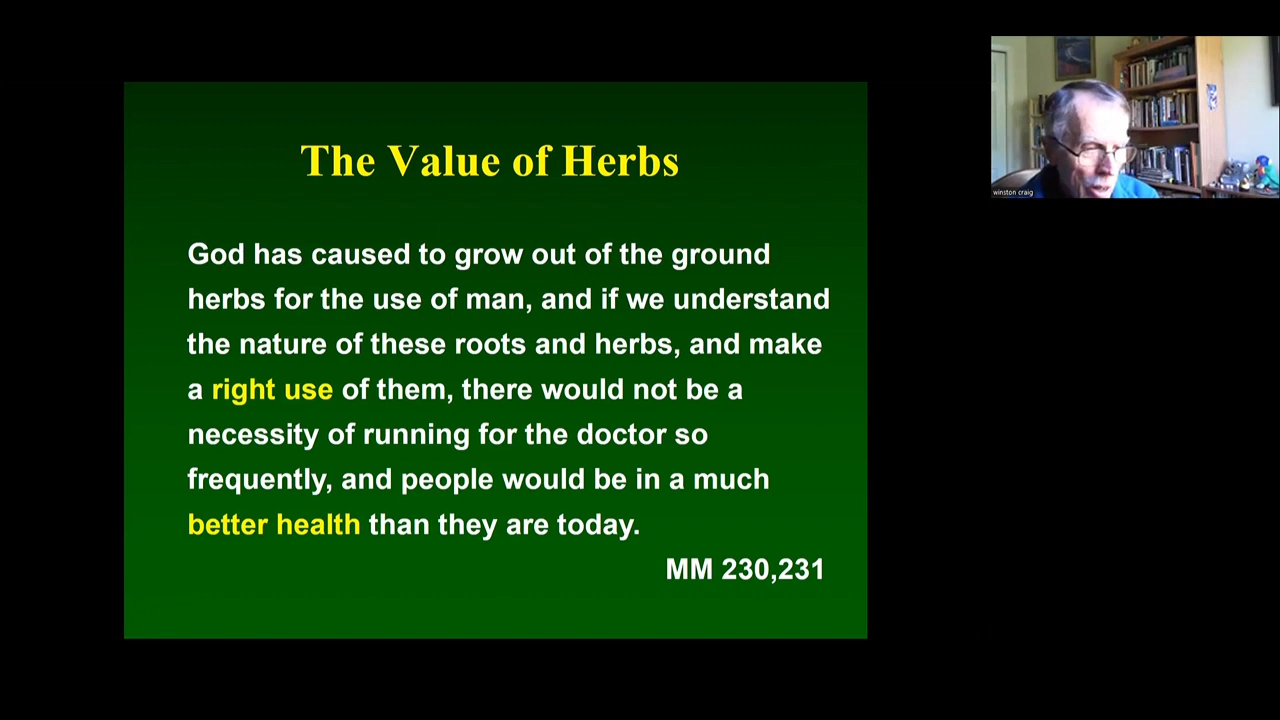 The Value of Herbs
God has caused to grow out of the ground
herbs for the use of man, and if we understand
the nature of these roots and herbs, and make
a right use of them, there would not be a
necessity of running for the doctor so
frequently, and people would be in a much
better health than they are today.
MM 230,231
winston craig